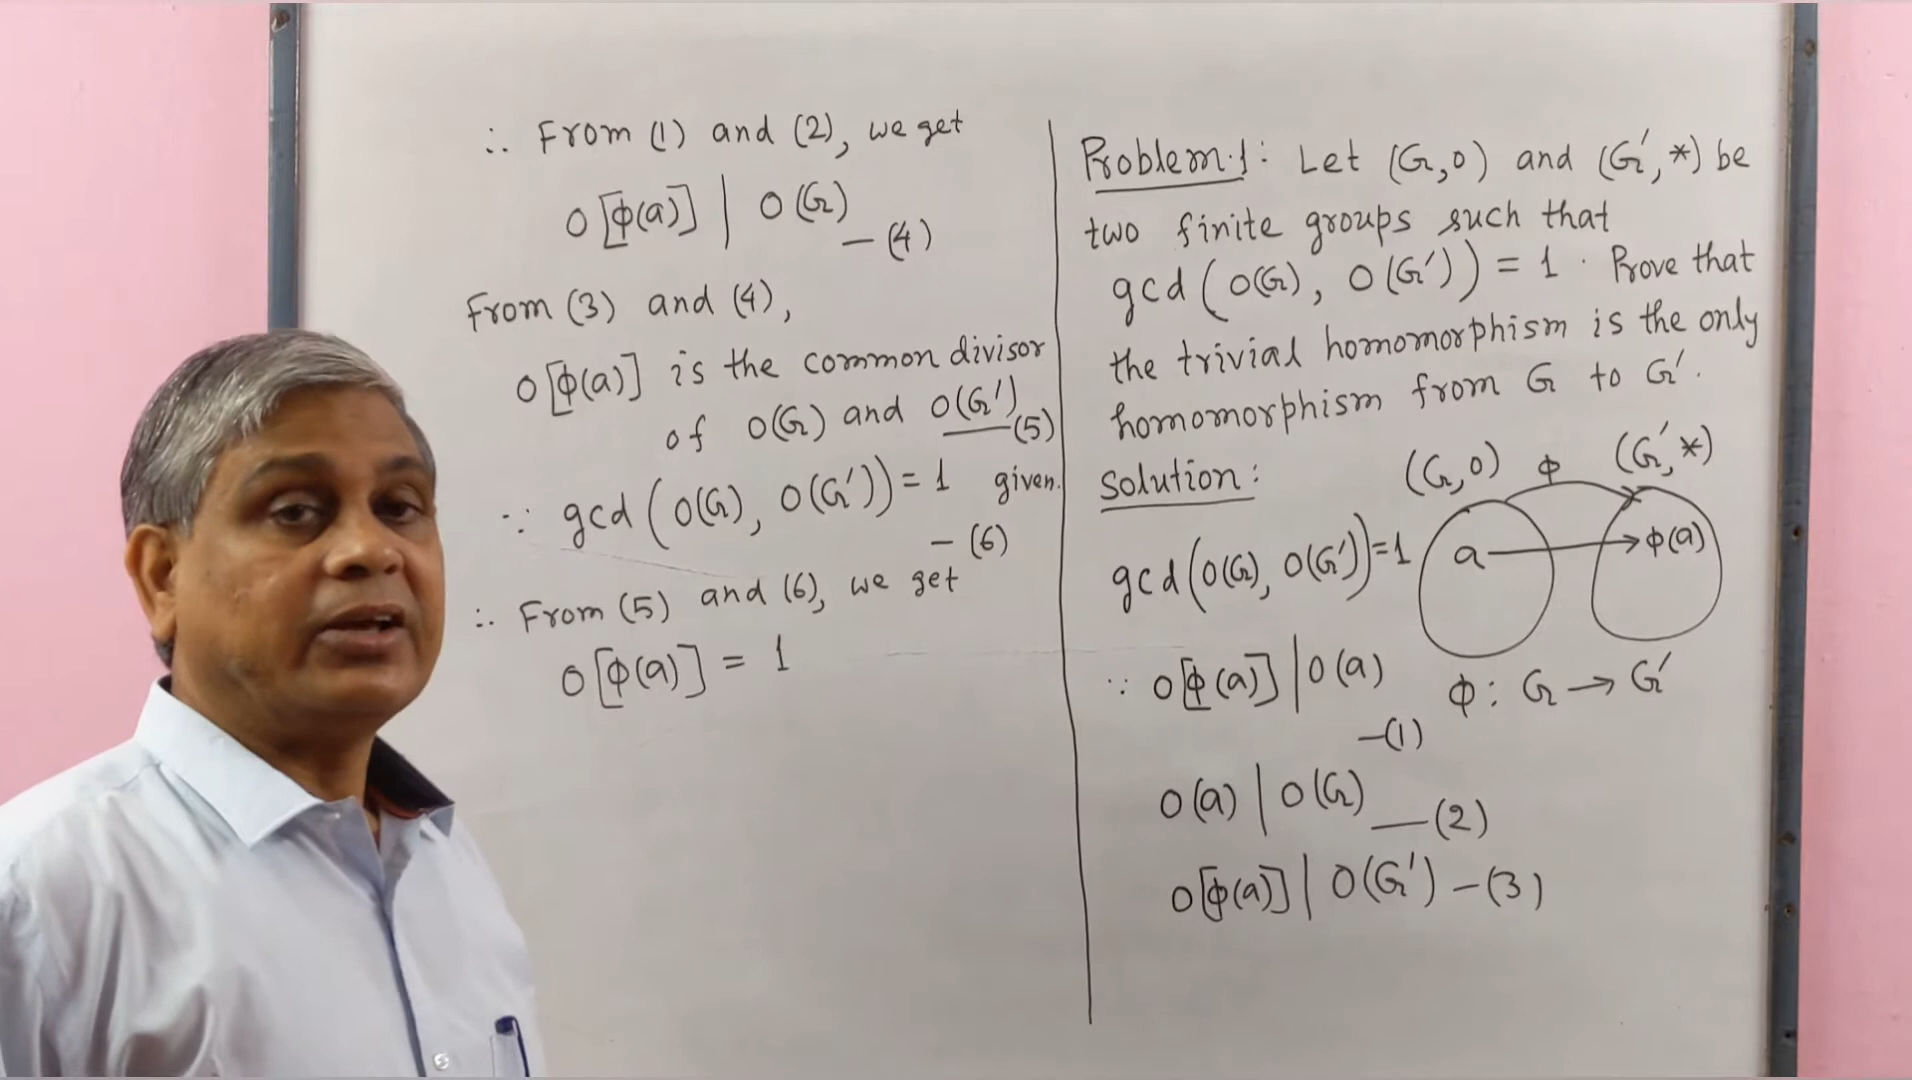 Problem.1: Let (G,o) and (G',*) be
two finite groups such that
gcd(O(G), O(G')) = 1. Prove that
the trivial homomorphism is the only
homomorphism from G to G'.
Solution:
(G,o) ϕ (G',*)
a → ϕ(a)
gcd(O(G), O(G'))=1
∵ O[ϕ(a)] | O(a)
—(1)
ϕ: G → G'
O(a) | O(G) —(2)
O[ϕ(a)] | O(G') –(3)
∴ From (1) and (2), we get
O[ϕ(a)] | O(G) —(4)
From (3) and (4),
O[ϕ(a)] is the common divisor
of O(G) and O(G') —(5)
∵ gcd(O(G), O(G')) = 1 given.
–(6)
∴ From (5) and (6), we get
O[ϕ(a)] = 1